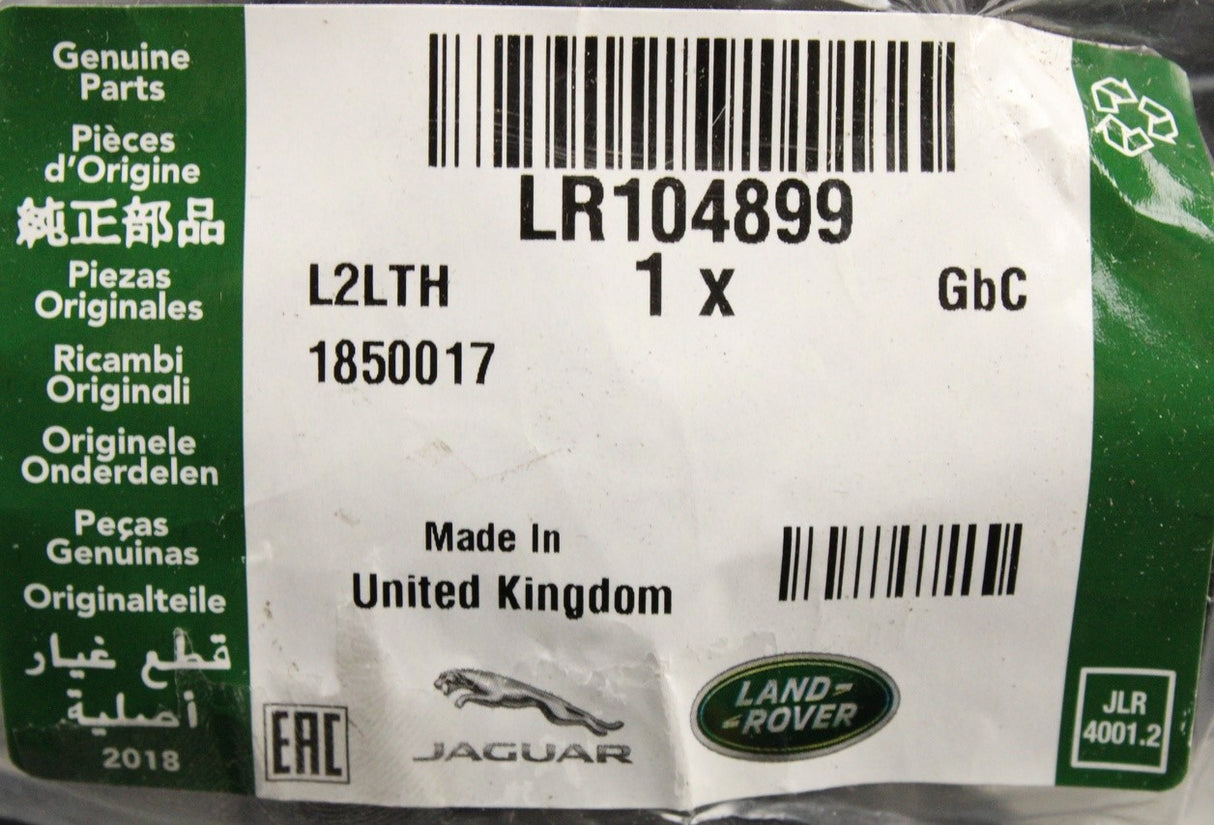 Genuine
Parts
Pièces
d'Origine
純正部品
Piezas
Originales
Ricambi
Originali
Originele
Onderdelen
Peças
Genuinas
Originalteile
قطع غيار
أصلية
2018
LR104899
L2LTH 1 x GbC
1850017
Made In
United Kingdom
EAC
JAGUAR
LAND-
-ROVER
JLR
4001.2